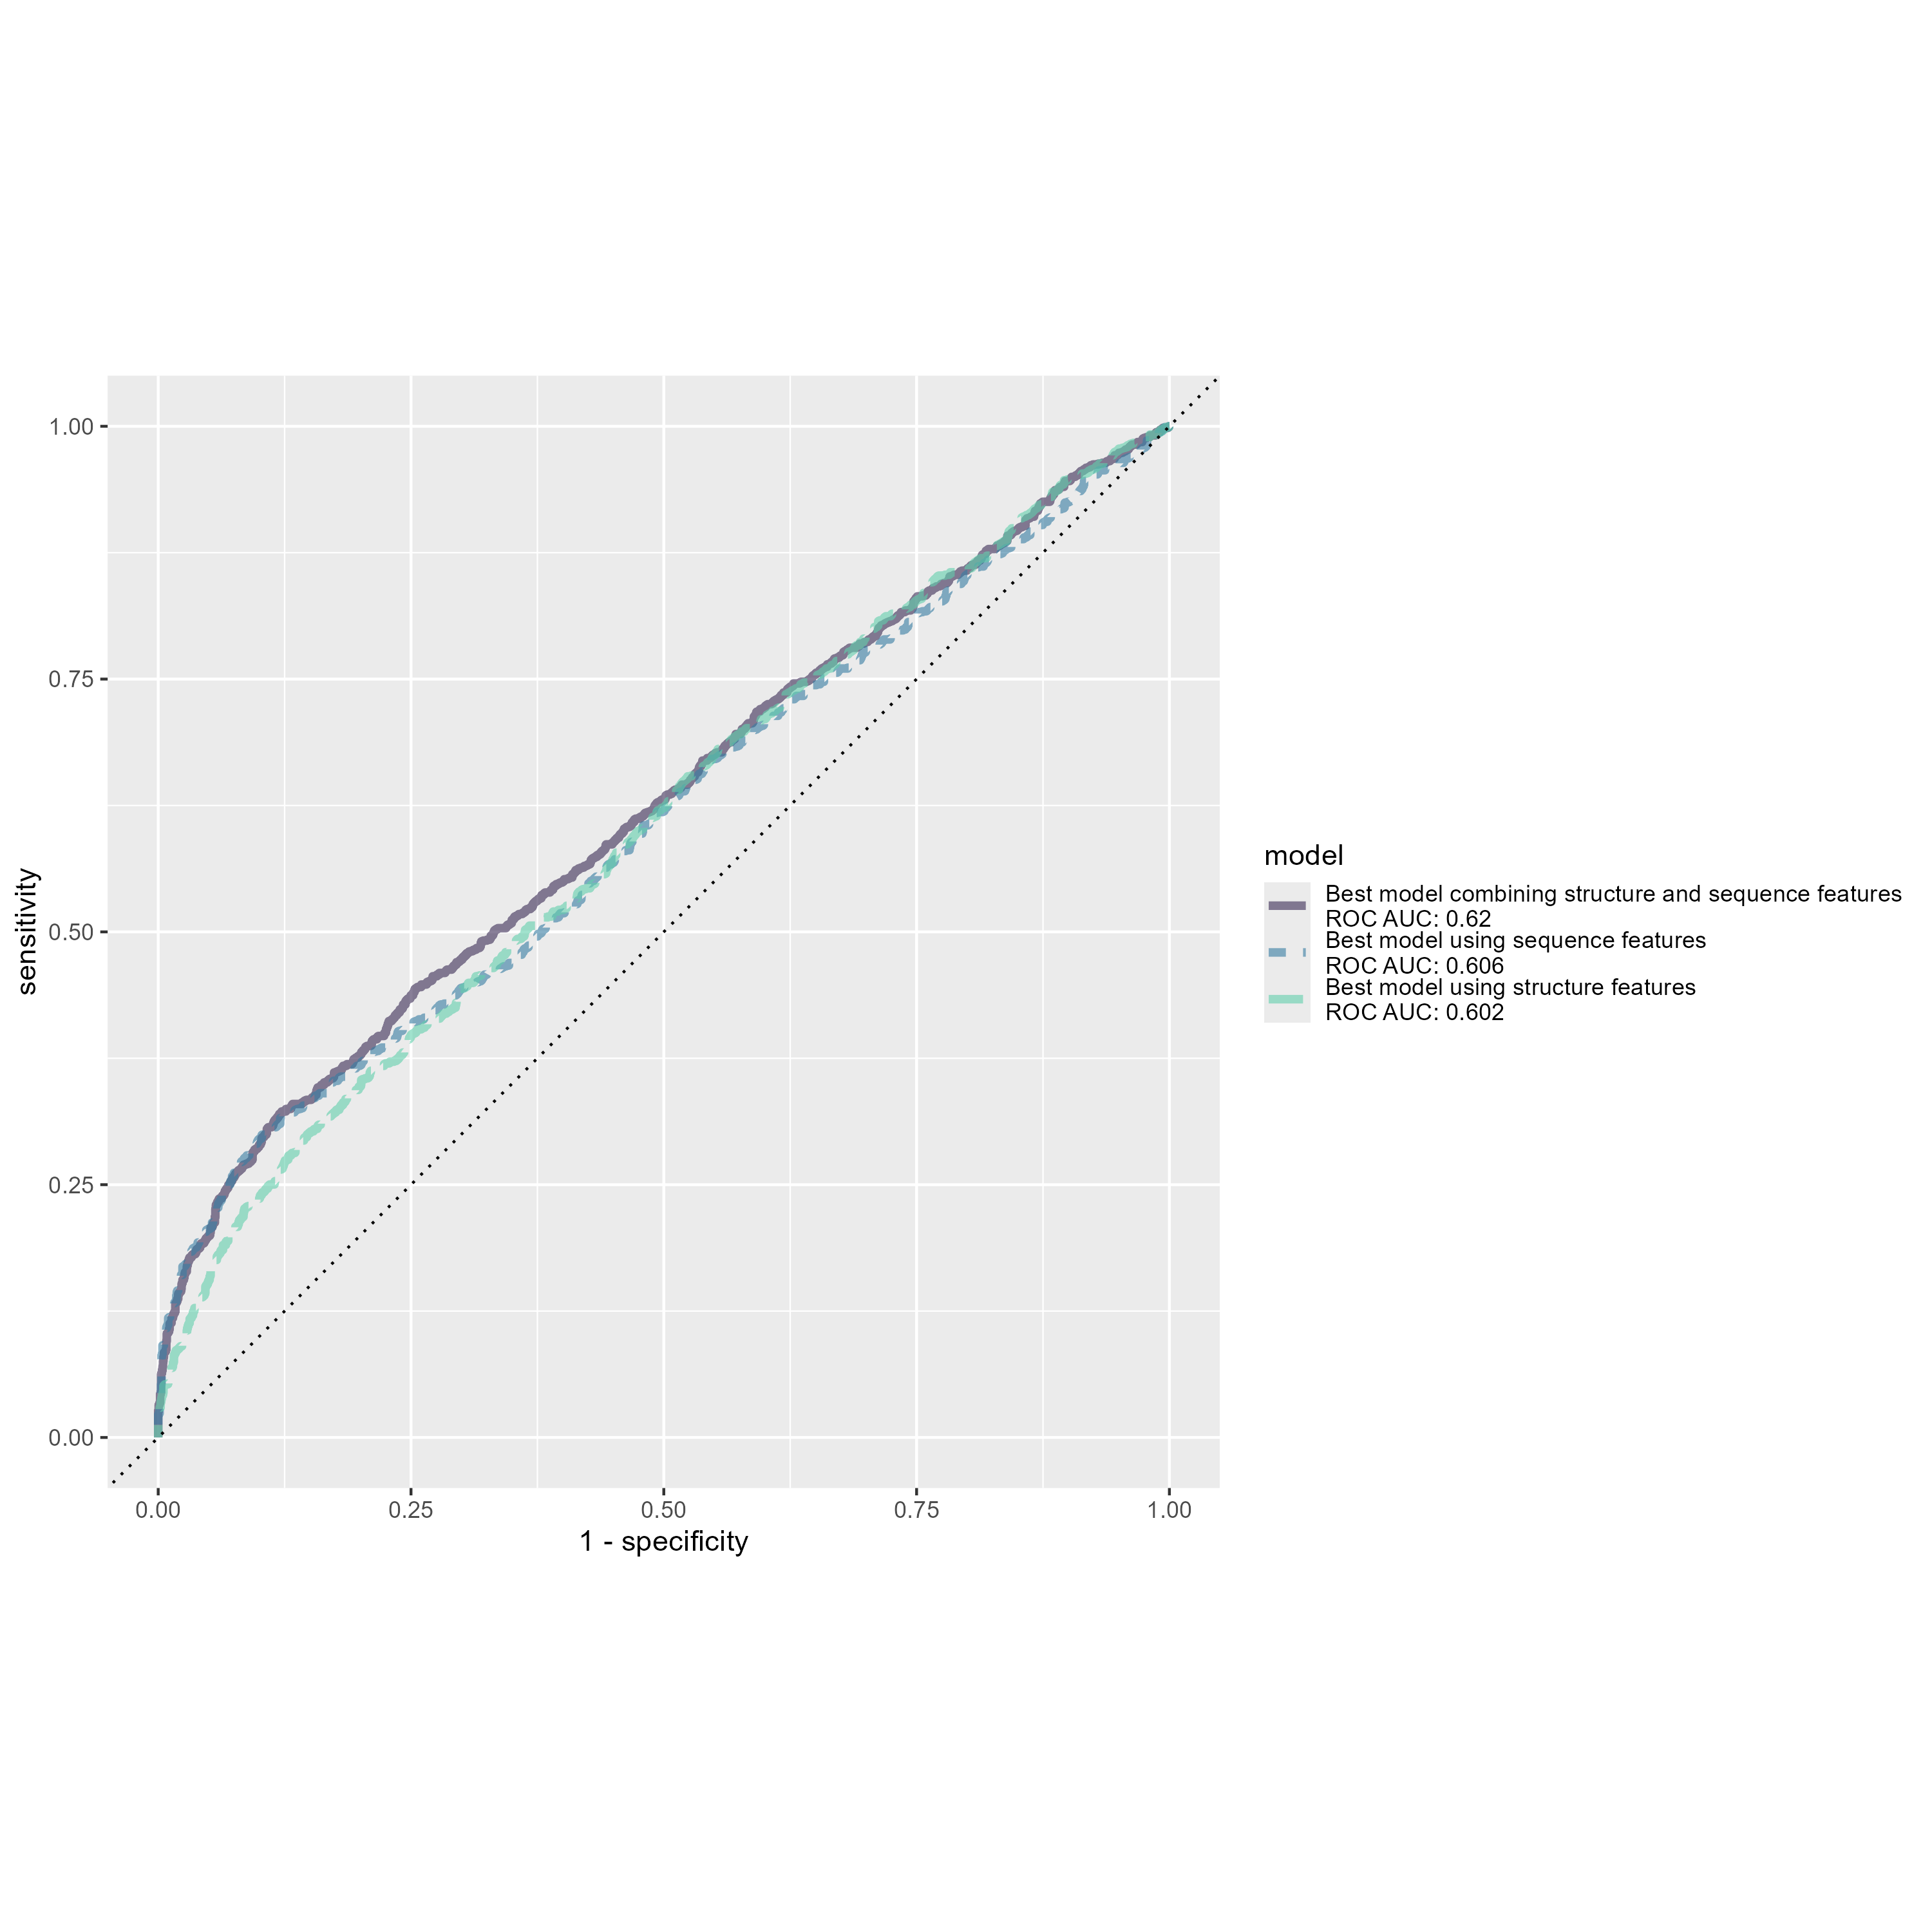 1.00
0.75
0.50
0.25
0.00
sensitivity
0.00 0.25 0.50 0.75 1.00
1 - specificity
model
Best model combining structure and sequence features
ROC AUC: 0.62
Best model using sequence features
ROC AUC: 0.606
Best model using structure features
ROC AUC: 0.602